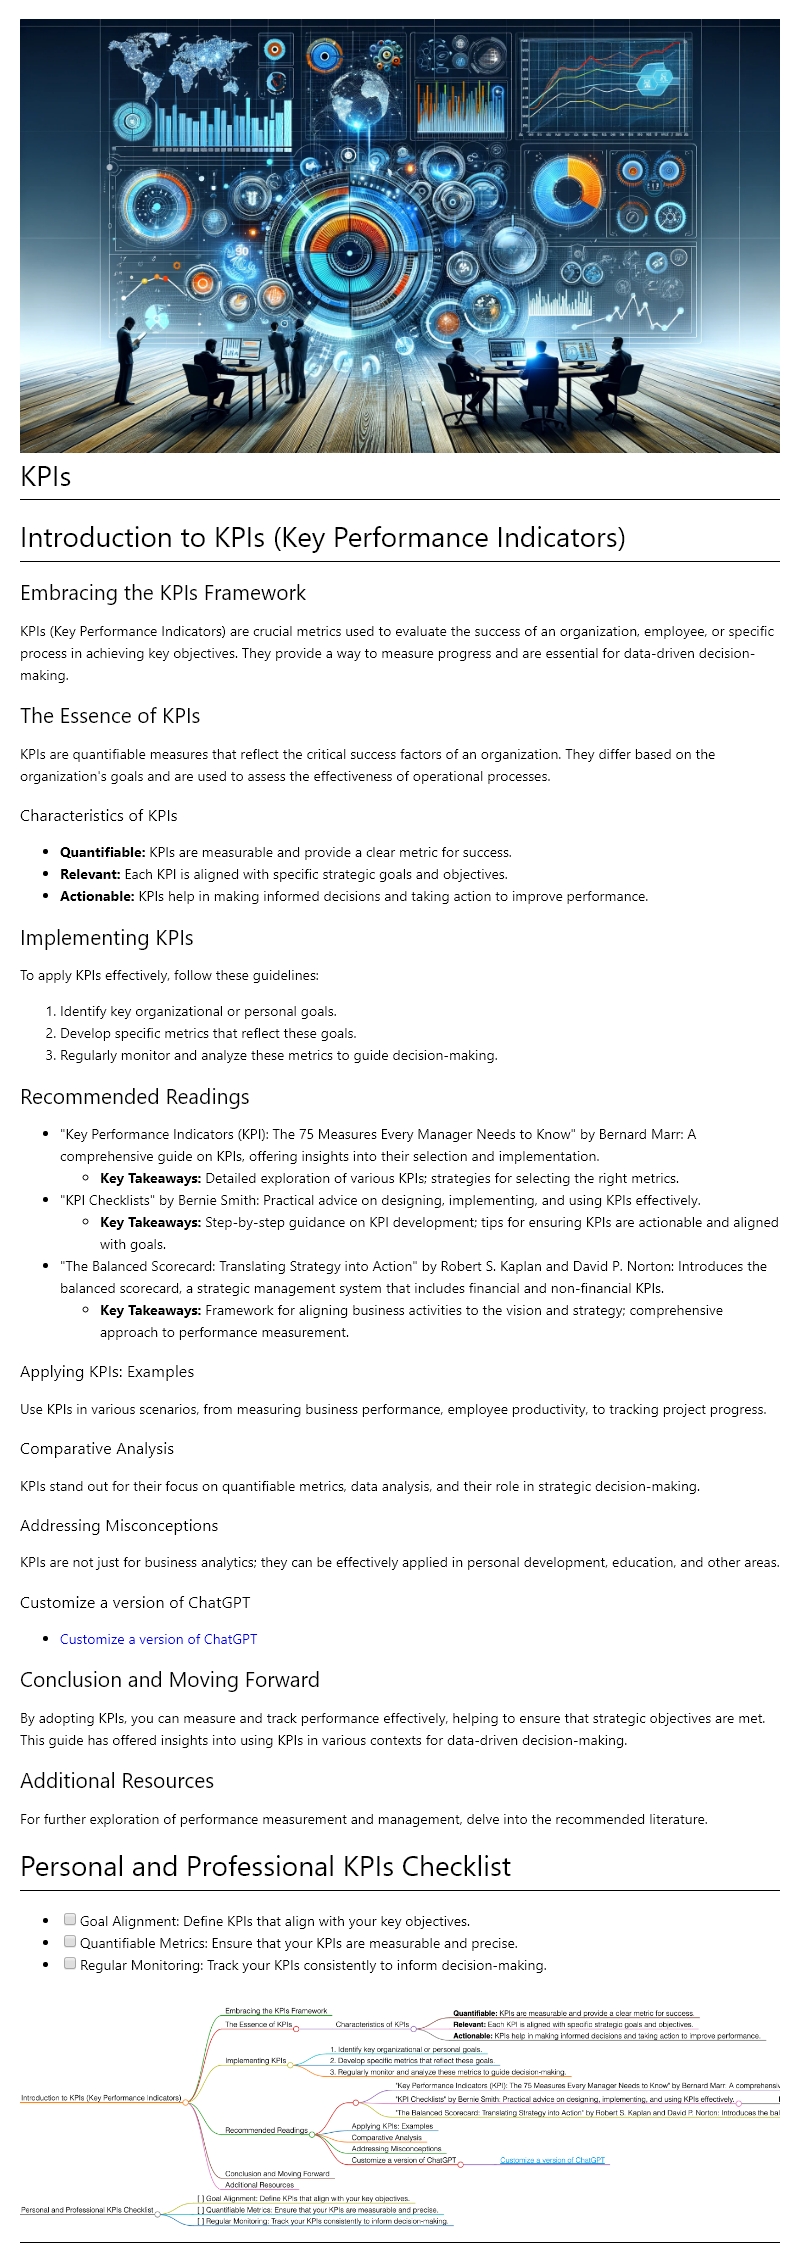 90
KPIs
Introduction to KPIs (Key Performance Indicators)
Embracing the KPIs Framework
KPIs (Key Performance Indicators) are crucial metrics used to evaluate the success of an organization, employee, or specific
process in achieving key objectives. They provide a way to measure progress and are essential for data-driven decision-
making.
The Essence of KPIs
KPIs are quantifiable measures that reflect the critical success factors of an organization. They differ based on the
organization's goals and are used to assess the effectiveness of operational processes.
Characteristics of KPIs
• Quantifiable: KPIs are measurable and provide a clear metric for success.
• Relevant: Each KPI is aligned with specific strategic goals and objectives.
• Actionable: KPIs help in making informed decisions and taking action to improve performance.
Implementing KPIs
To apply KPIs effectively, follow these guidelines:
1. Identify key organizational or personal goals.
2. Develop specific metrics that reflect these goals.
3. Regularly monitor and analyze these metrics to guide decision-making.
Recommended Readings
• "Key Performance Indicators (KPI): The 75 Measures Every Manager Needs to Know" by Bernard Marr: A
comprehensive guide on KPIs, offering insights into their selection and implementation.
◦ Key Takeaways: Detailed exploration of various KPIs; strategies for selecting the right metrics.
• "KPI Checklists" by Bernie Smith: Practical advice on designing, implementing, and using KPIs effectively.
◦ Key Takeaways: Step-by-step guidance on KPI development; tips for ensuring KPIs are actionable and aligned
with goals.
• "The Balanced Scorecard: Translating Strategy into Action" by Robert S. Kaplan and David P. Norton: Introduces the
balanced scorecard, a strategic management system that includes financial and non-financial KPIs.
◦ Key Takeaways: Framework for aligning business activities to the vision and strategy; comprehensive
approach to performance measurement.
Applying KPIs: Examples
Use KPIs in various scenarios, from measuring business performance, employee productivity, to tracking project progress.
Comparative Analysis
KPIs stand out for their focus on quantifiable metrics, data analysis, and their role in strategic decision-making.
Addressing Misconceptions
KPIs are not just for business analytics; they can be effectively applied in personal development, education, and other areas.
Customize a version of ChatGPT
• Customize a version of ChatGPT
Conclusion and Moving Forward
By adopting KPIs, you can measure and track performance effectively, helping to ensure that strategic objectives are met.
This guide has offered insights into using KPIs in various contexts for data-driven decision-making.
Additional Resources
For further exploration of performance measurement and management, delve into the recommended literature.
Personal and Professional KPIs Checklist
• Goal Alignment: Define KPIs that align with your key objectives.
• Quantifiable Metrics: Ensure that your KPIs are measurable and precise.
• Regular Monitoring: Track your KPIs consistently to inform decision-making.
Introduction to KPIs (Key Performance Indicators)
Embracing the KPIs Framework
The Essence of KPIs
Characteristics of KPIs
Quantifiable: KPIs are measurable and provide a clear metric for success.
Relevant: Each KPI is aligned with specific strategic goals and objectives.
Actionable: KPIs help in making informed decisions and taking action to improve performance.
Implementing KPIs
1. Identify key organizational or personal goals.
2. Develop specific metrics that reflect these goals.
3. Regularly monitor and analyze these metrics to guide decision-making.
Recommended Readings
"Key Performance Indicators (KPI): The 75 Measures Every Manager Needs to Know" by Bernard Marr: A comprehensiv
"KPI Checklists" by Bernie Smith: Practical advice on designing, implementing, and using KPIs effectively.
"The Balanced Scorecard: Translating Strategy into Action" by Robert S. Kaplan and David P. Norton: Introduces the bal
Applying KPIs: Examples
Comparative Analysis
Addressing Misconceptions
Customize a version of ChatGPT
Customize a version of ChatGPT
Conclusion and Moving Forward
Additional Resources
Personal and Professional KPIs Checklist
[ ] Goal Alignment: Define KPIs that align with your key objectives.
[ ] Quantifiable Metrics: Ensure that your KPIs are measurable and precise.
[ ] Regular Monitoring: Track your KPIs consistently to inform decision-making.